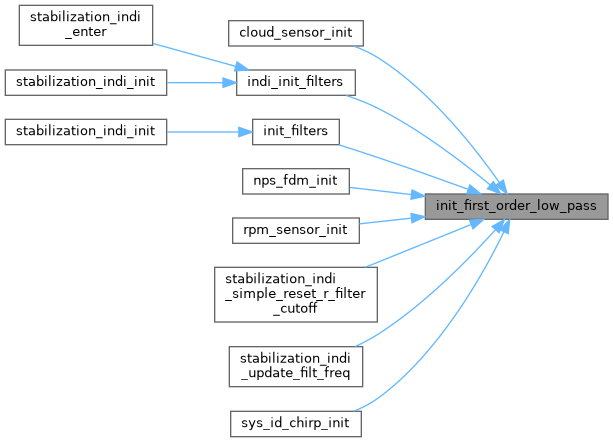 stabilization_indi
_enter
cloud_sensor_init
stabilization_indi_init
indi_init_filters
stabilization_indi_init
init_filters
nps_fdm_init
init_first_order_low_pass
rpm_sensor_init
stabilization_indi
_simple_reset_r_filter
_cutoff
stabilization_indi
_update_filt_freq
sys_id_chirp_init